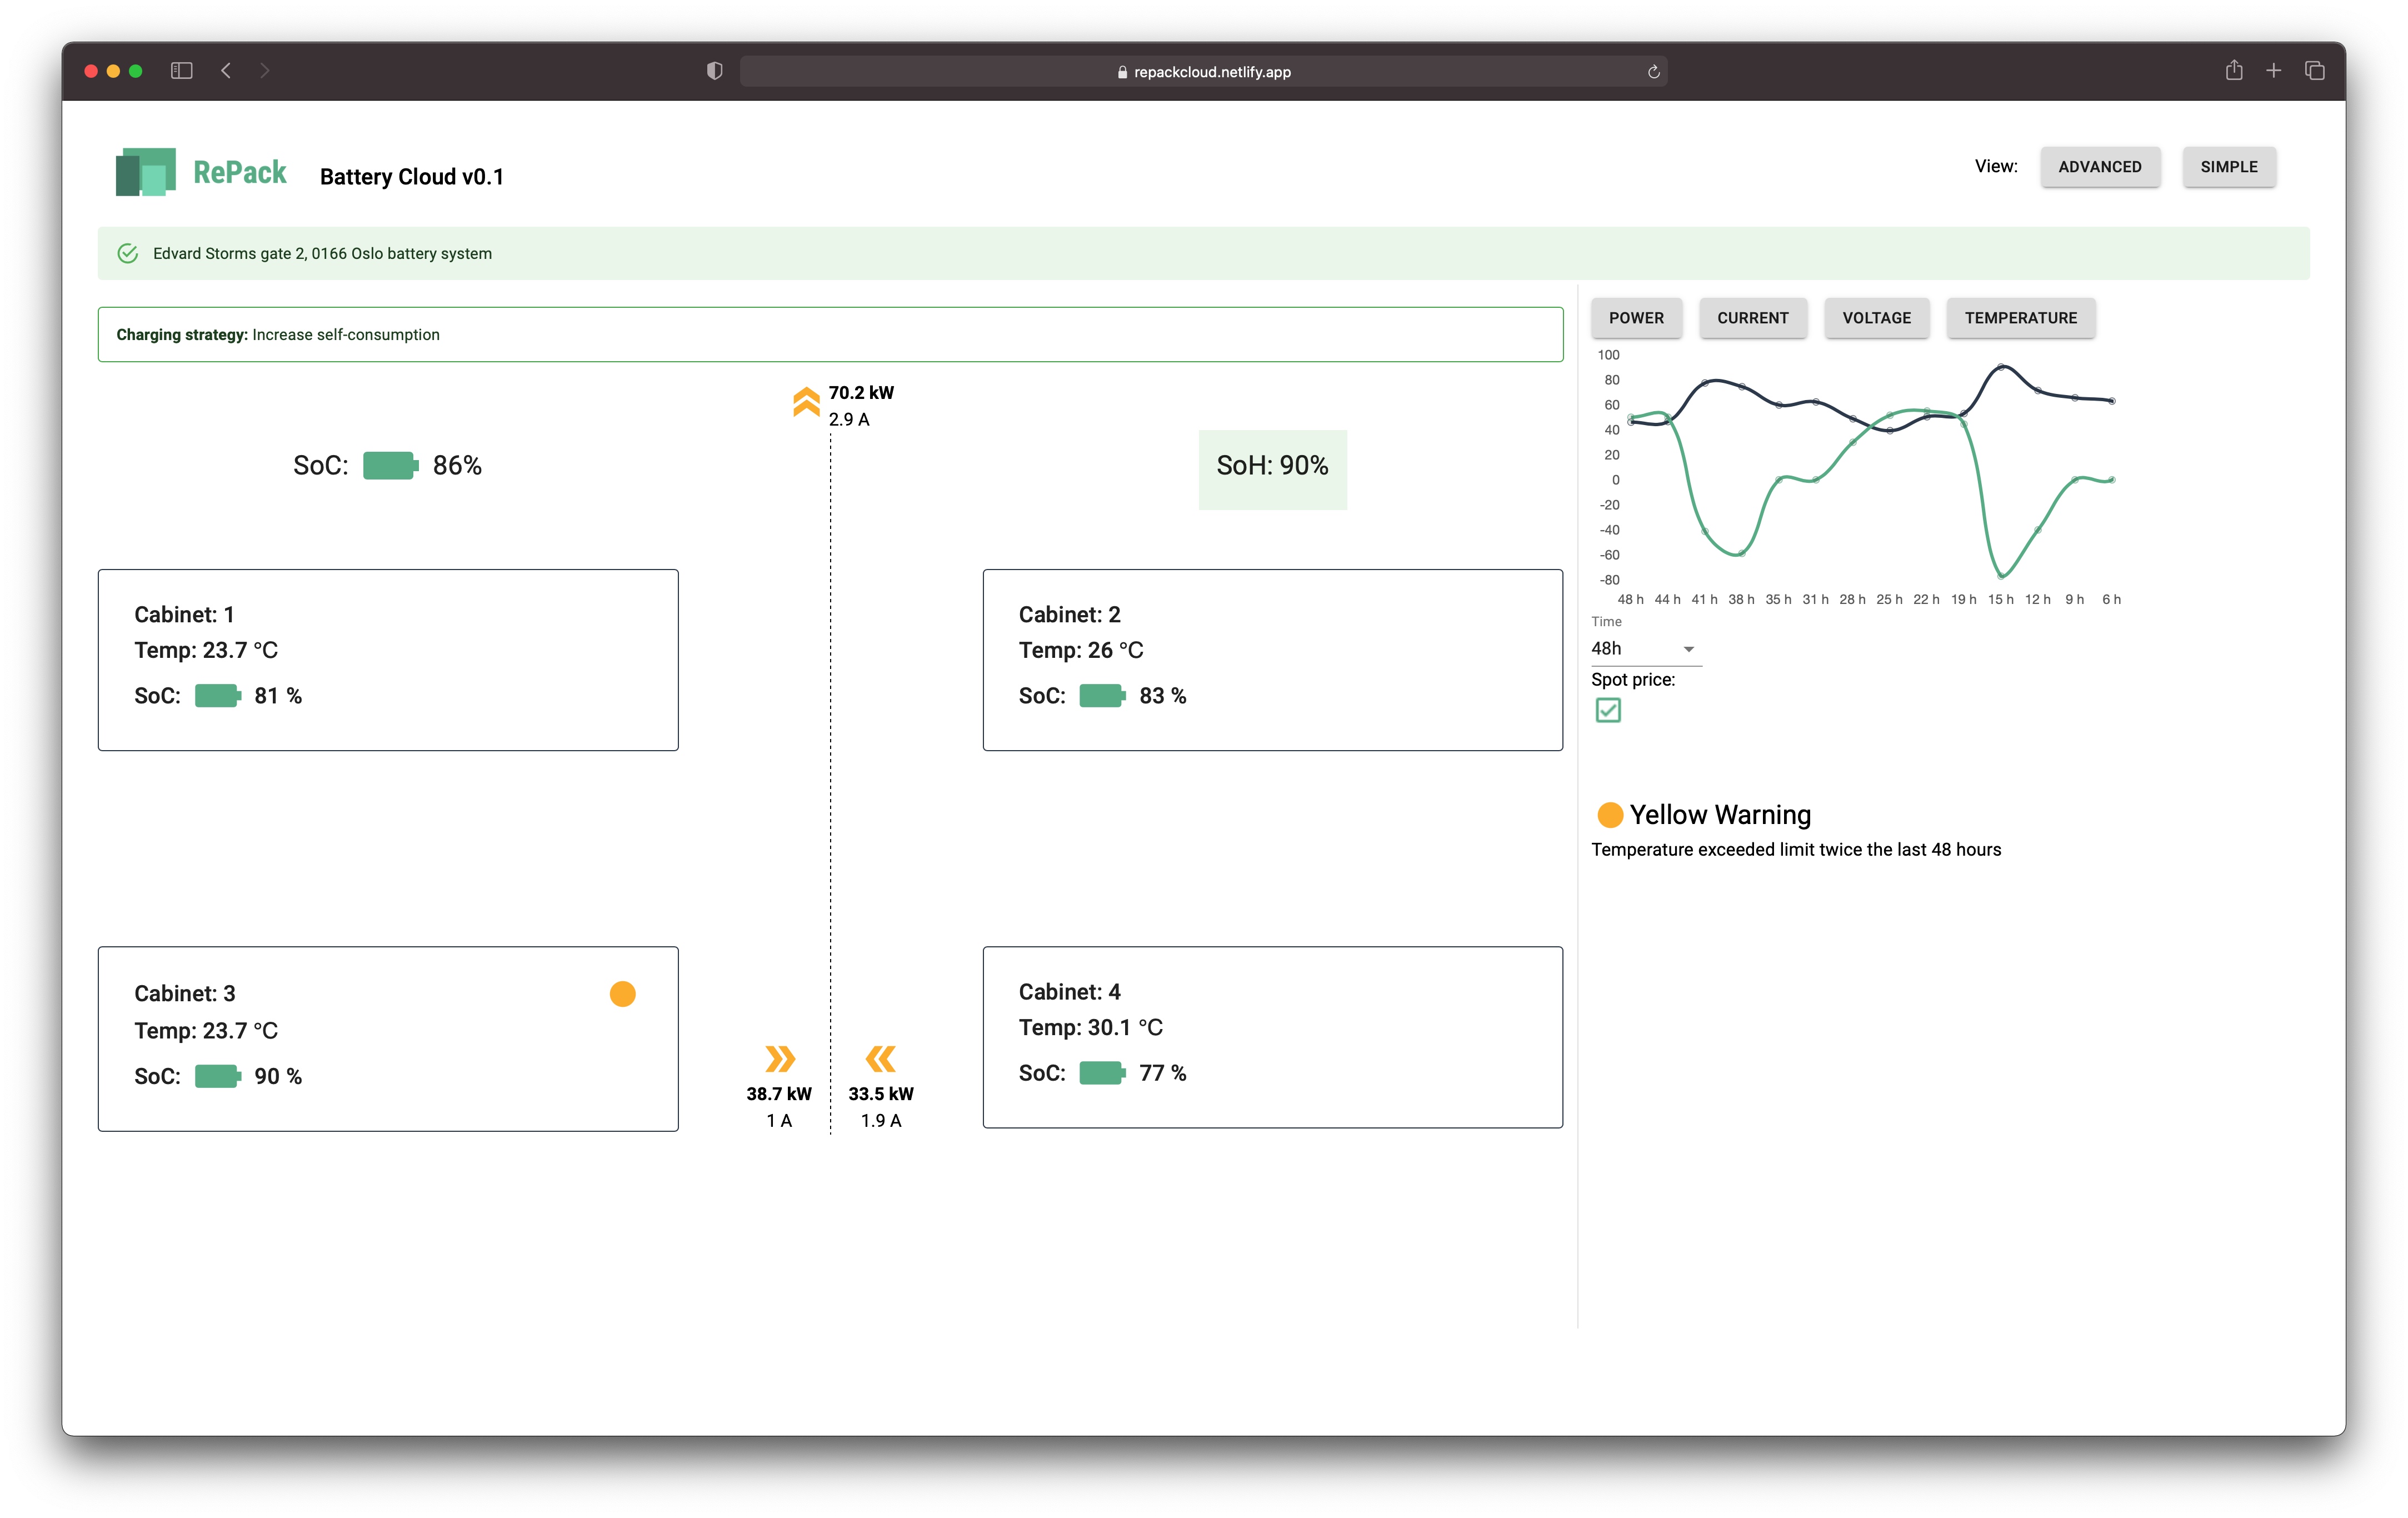 repackcloud.netlify.app
RePack
Battery Cloud v0.1
View:
ADVANCED
SIMPLE
Edvard Storms gate 2, 0166 Oslo battery system
Charging strategy: Increase self-consumption
70.2 kW
2.9 A
SoC: 86%
SoH: 90%
Cabinet: 1
Temp: 23.7 °C
SoC: 81 %
Cabinet: 2
Temp: 26 °C
SoC: 83 %
Cabinet: 3
Temp: 23.7 °C
SoC: 90 %
38.7 kW
1 A
33.5 kW
1.9 A
Cabinet: 4
Temp: 30.1 °C
SoC: 77 %
POWER
CURRENT
VOLTAGE
TEMPERATURE
100
80
60
40
20
0
-20
-40
-60
-80
48 h 44 h 41 h 38 h 35 h 31 h 28 h 25 h 22 h 19 h 15 h 12 h 9 h 6 h
Time
48h
Spot price:
Yellow Warning
Temperature exceeded limit twice the last 48 hours